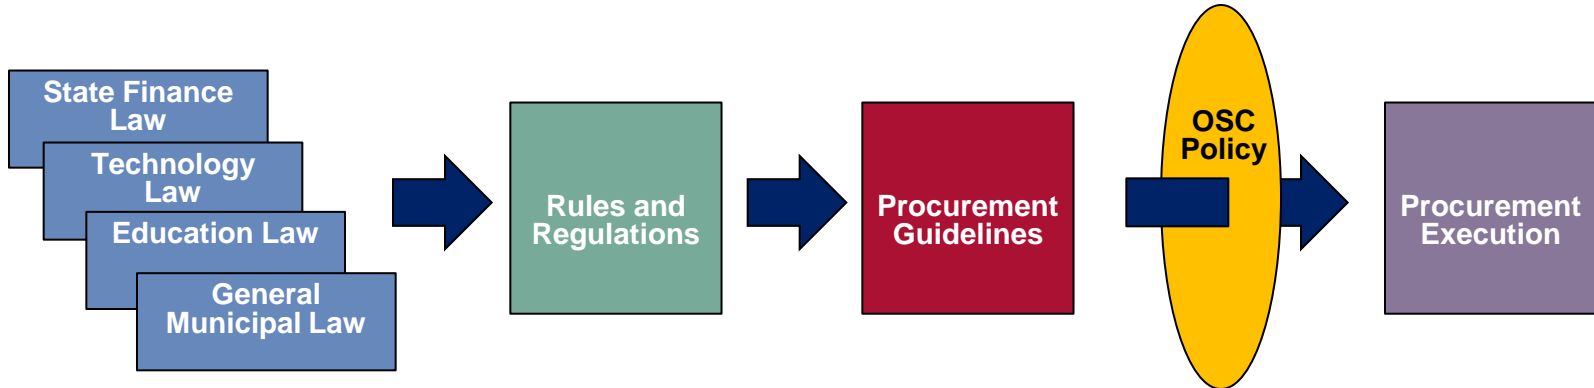 State Finance
Law
Technology
Law
Education Law
General
Municipal Law
Rules and
Regulations
Procurement
Guidelines
OSC
Policy
Procurement
Execution